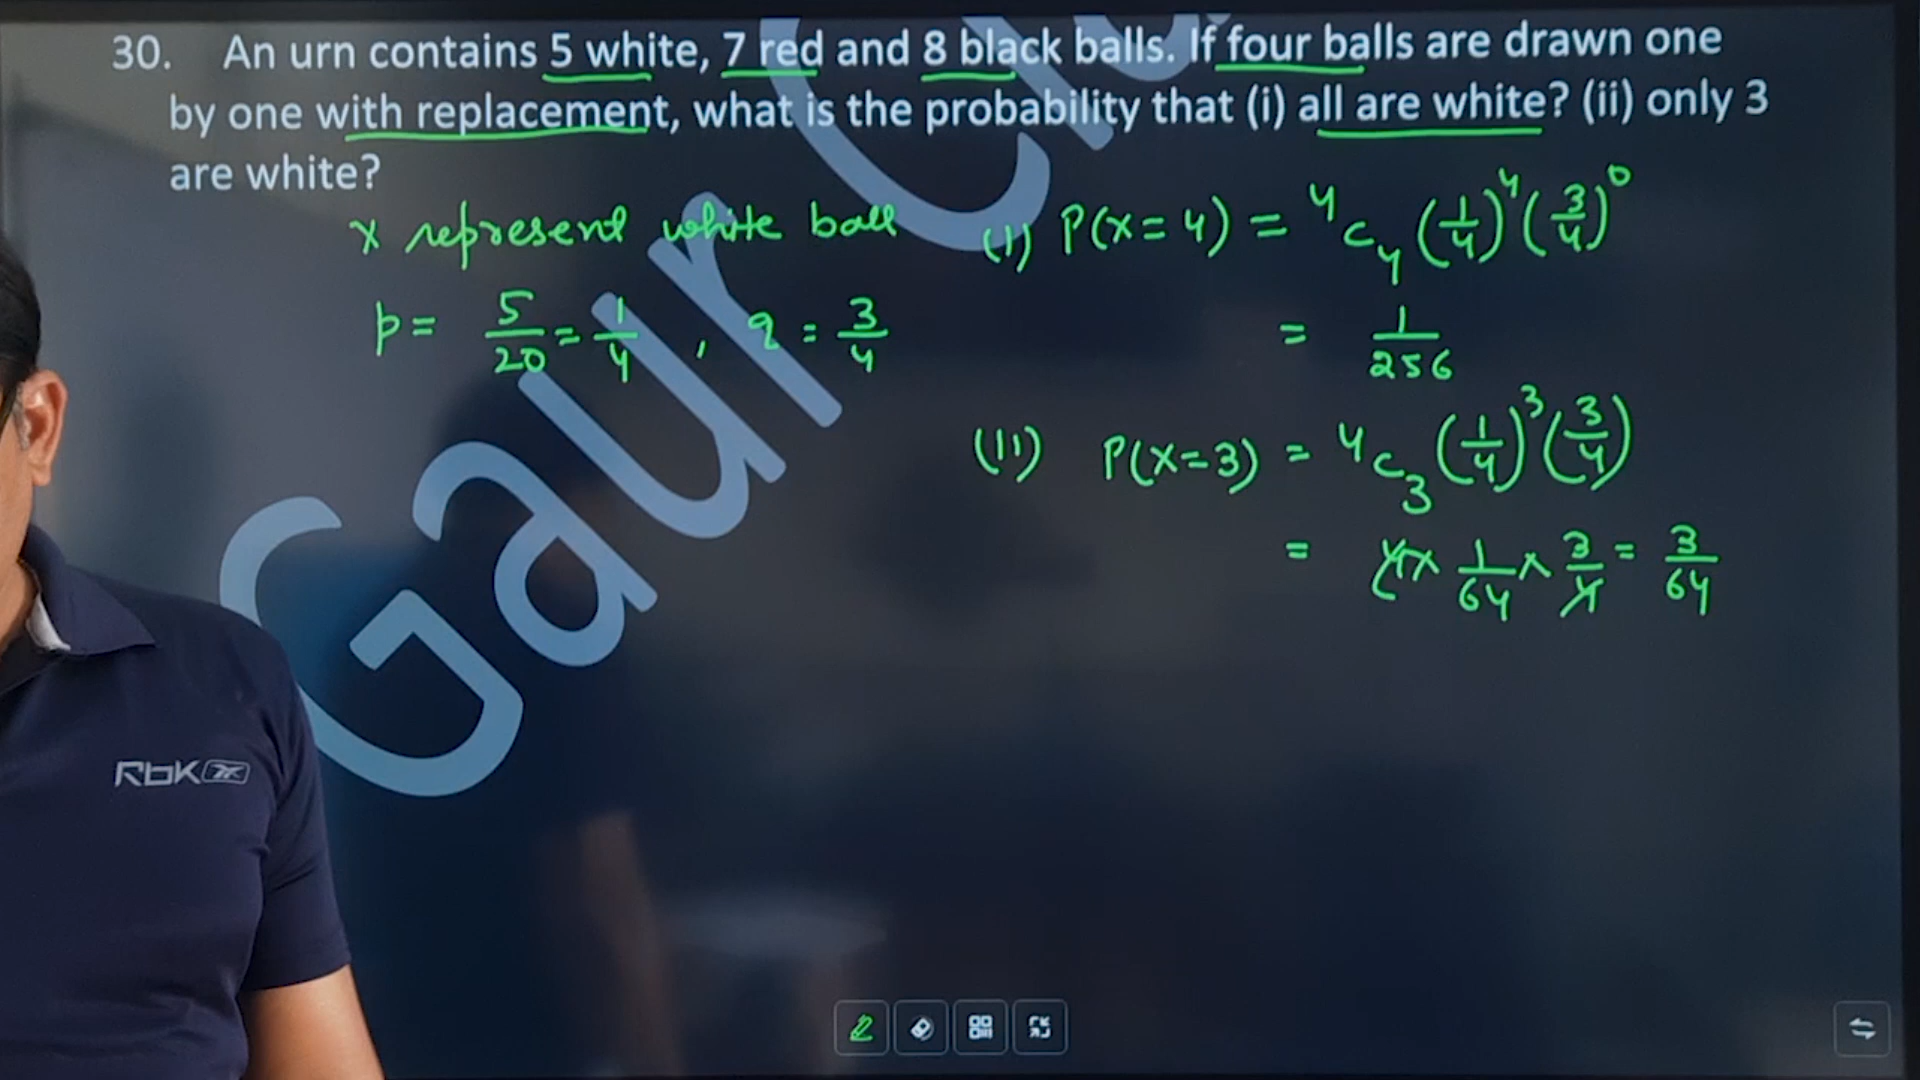 30. An urn contains 5 white, 7 red and 8 black balls. If four balls are drawn one
by one with replacement, what is the probability that (i) all are white? (ii) only 3
are white?
x represent white ball
p = 5/20 = 1/4 , q = 3/4
(i) P(x=4) = ⁴C₄ (1/4)⁴ (3/4)⁰
= 1/256
(ii) P(x=3) = ⁴C₃ (1/4)³ (3/4)
= 4 × 1/64 × 3/4 = 3/64
Gaur Cla
RbK